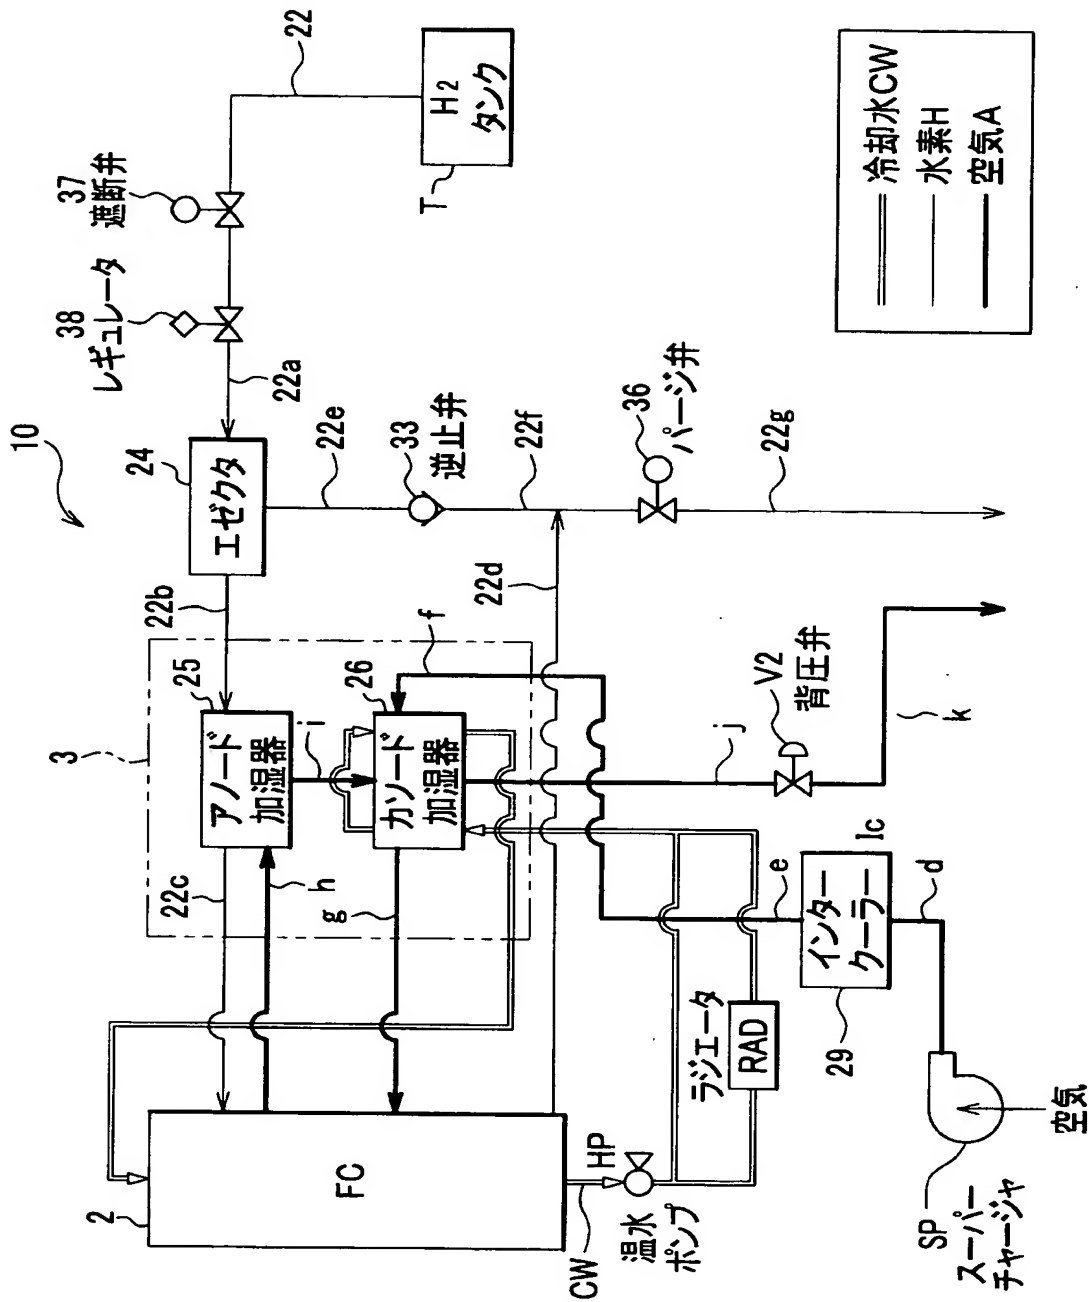 10
22
37
遮断弁
38
レギュレータ
H2
タンク
T
22a
24
エゼクタ
22e
33
逆止弁
22f
36
パージ弁
22g
22b
22d
3
25
アノード
加湿器
22c
h
i
26
カソード
加湿器
f
g
j
V2
背圧弁
k
2
FC
CW
HP
温水
ポンプ
ラジエータ
RAD
e
インター
クーラー
Ic
29
d
SP
スーパー
チャージャ
空気
冷却水CW
水素H
空気A